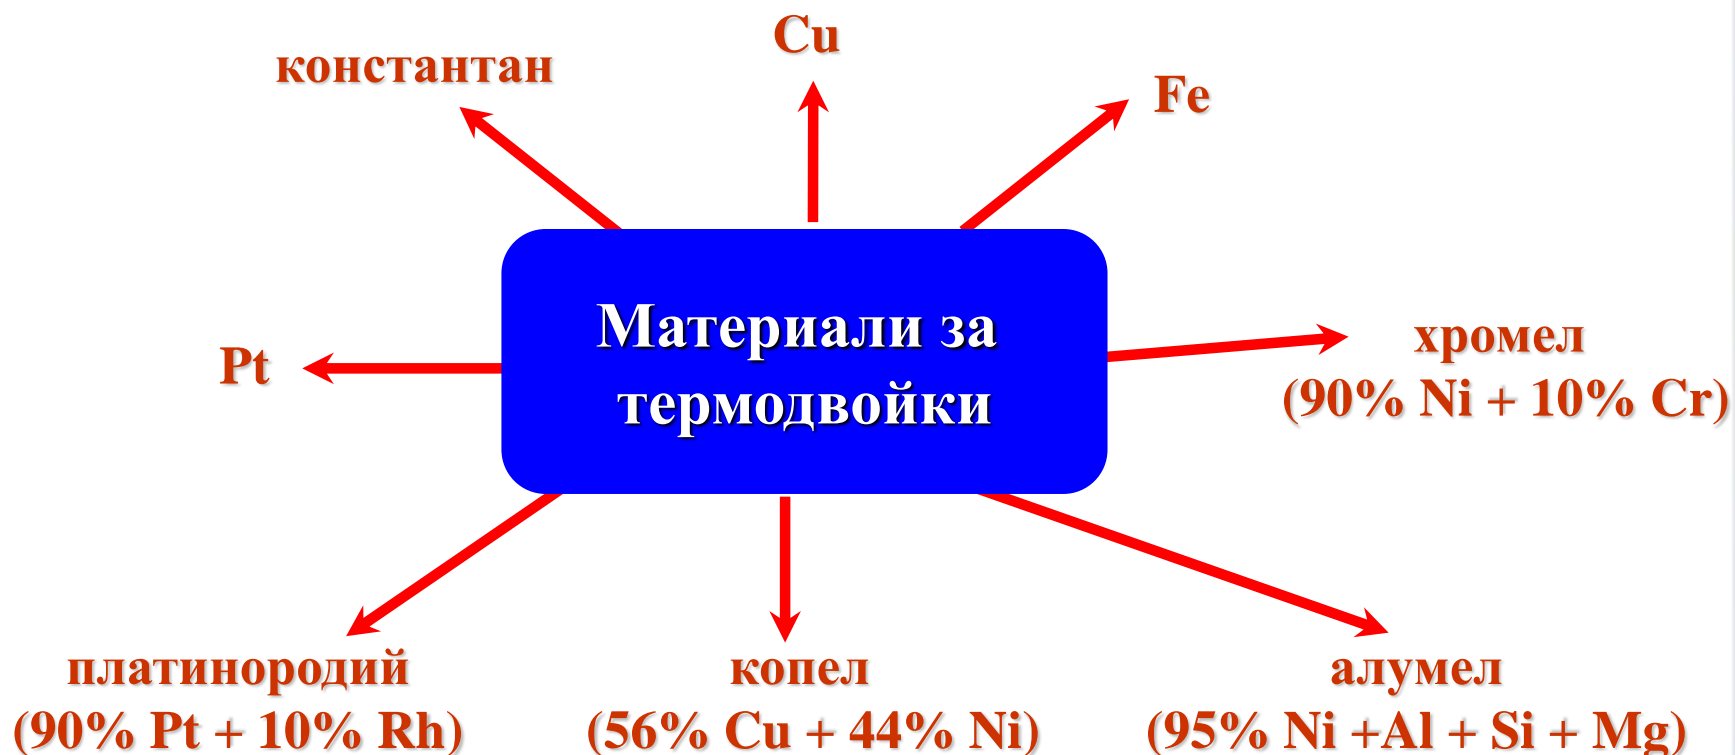 Cu
константан
Fe
Материали за
термодвойки
Pt
хромел
(90% Ni + 10% Cr)
платинородий
(90% Pt + 10% Rh)
копел
(56% Cu + 44% Ni)
алумел
(95% Ni +Al + Si + Mg)